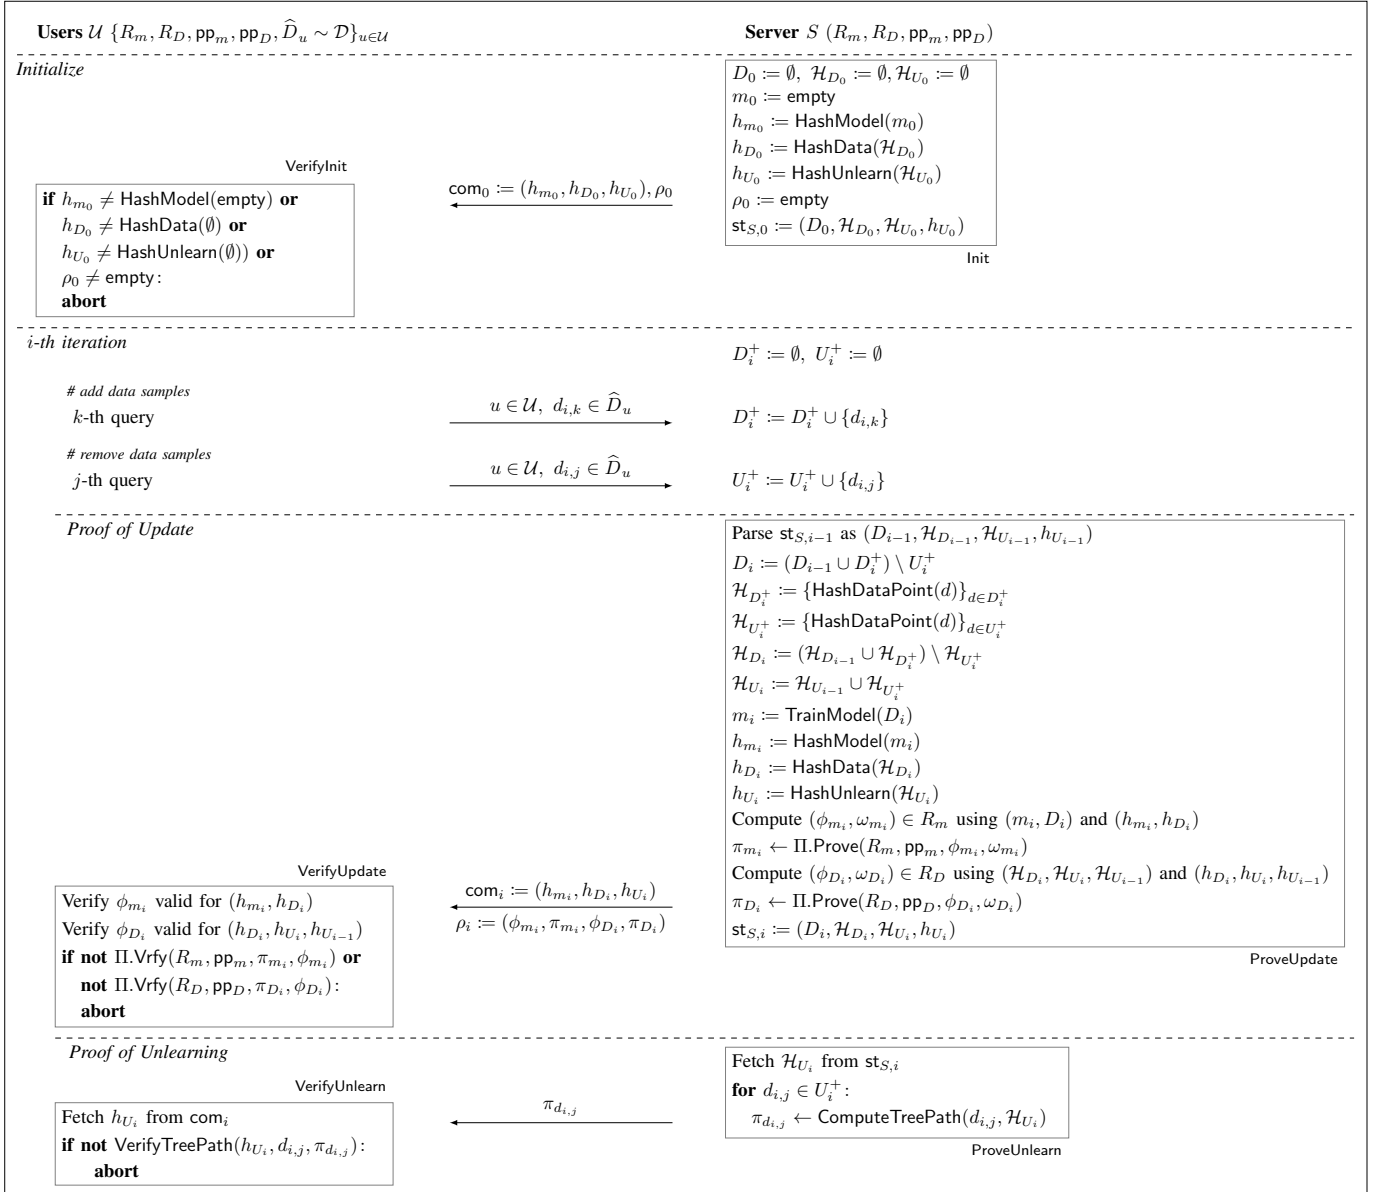 Users 𝒰 {R_m, R_D, pp_m, pp_D, D̂_u ∼ 𝒟}_{u∈𝒰}
Server S (R_m, R_D, pp_m, pp_D)
Initialize
D_0 := ∅, ℋ_{D_0} := ∅, ℋ_{U_0} := ∅
m_0 := empty
h_{m_0} := HashModel(m_0)
h_{D_0} := HashData(ℋ_{D_0})
h_{U_0} := HashUnlearn(ℋ_{U_0})
ρ_0 := empty
st_{S,0} := (D_0, ℋ_{D_0}, ℋ_{U_0}, h_{U_0})
Init
com_0 := (h_{m_0}, h_{D_0}, h_{U_0}), ρ_0
VerifyInit
if h_{m_0} ≠ HashModel(empty) or
h_{D_0} ≠ HashData(∅) or
h_{U_0} ≠ HashUnlearn(∅)) or
ρ_0 ≠ empty:
abort
i-th iteration
D_i^+ := ∅, U_i^+ := ∅
# add data samples
k-th query
u ∈ 𝒰, d_{i,k} ∈ D̂_u
D_i^+ := D_i^+ ∪ {d_{i,k}}
# remove data samples
j-th query
u ∈ 𝒰, d_{i,j} ∈ D̂_u
U_i^+ := U_i^+ ∪ {d_{i,j}}
Proof of Update
Parse st_{S,i−1} as (D_{i−1}, ℋ_{D_{i−1}}, ℋ_{U_{i−1}}, h_{U_{i−1}})
D_i := (D_{i−1} ∪ D_i^+) \ U_i^+
ℋ_{D_i^+} := {HashDataPoint(d)}_{d∈D_i^+}
ℋ_{U_i^+} := {HashDataPoint(d)}_{d∈U_i^+}
ℋ_{D_i} := (ℋ_{D_{i−1}} ∪ ℋ_{D_i^+}) \ ℋ_{U_i^+}
ℋ_{U_i} := ℋ_{U_{i−1}} ∪ ℋ_{U_i^+}
m_i := TrainModel(D_i)
h_{m_i} := HashModel(m_i)
h_{D_i} := HashData(ℋ_{D_i})
h_{U_i} := HashUnlearn(ℋ_{U_i})
Compute (ϕ_{m_i}, ω_{m_i}) ∈ R_m using (m_i, D_i) and (h_{m_i}, h_{D_i})
π_{m_i} ← Π.Prove(R_m, pp_m, ϕ_{m_i}, ω_{m_i})
Compute (ϕ_{D_i}, ω_{D_i}) ∈ R_D using (ℋ_{D_i}, ℋ_{U_i}, ℋ_{U_{i−1}}) and (h_{D_i}, h_{U_i}, h_{U_{i−1}})
π_{D_i} ← Π.Prove(R_D, pp_D, ϕ_{D_i}, ω_{D_i})
st_{S,i} := (D_i, ℋ_{D_i}, ℋ_{U_i}, h_{U_i})
ProveUpdate
com_i := (h_{m_i}, h_{D_i}, h_{U_i})
ρ_i := (ϕ_{m_i}, π_{m_i}, ϕ_{D_i}, π_{D_i})
VerifyUpdate
Verify ϕ_{m_i} valid for (h_{m_i}, h_{D_i})
Verify ϕ_{D_i} valid for (h_{D_i}, h_{U_i}, h_{U_{i−1}})
if not Π.Vrfy(R_m, pp_m, π_{m_i}, ϕ_{m_i}) or
not Π.Vrfy(R_D, pp_D, π_{D_i}, ϕ_{D_i}):
abort
Proof of Unlearning
Fetch ℋ_{U_i} from st_{S,i}
for d_{i,j} ∈ U_i^+:
π_{d_{i,j}} ← ComputeTreePath(d_{i,j}, ℋ_{U_i})
ProveUnlearn
π_{d_{i,j}}
VerifyUnlearn
Fetch h_{U_i} from com_i
if not VerifyTreePath(h_{U_i}, d_{i,j}, π_{d_{i,j}}):
abort